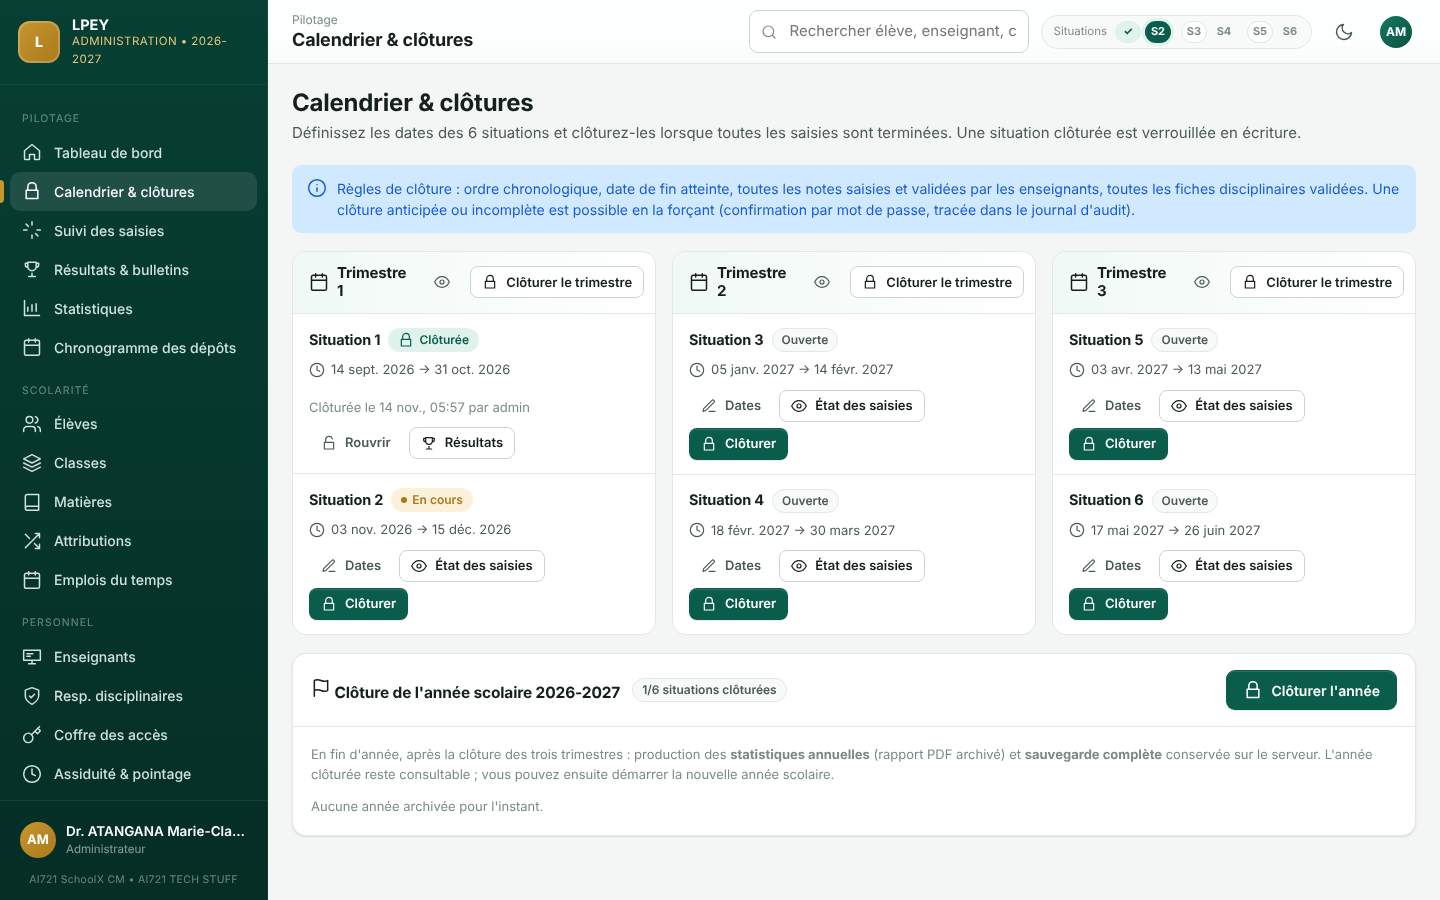 L
LPEY
ADMINISTRATION • 2026-
2027
PILOTAGE
Tableau de bord
Calendrier & clôtures
Suivi des saisies
Résultats & bulletins
Statistiques
Chronogramme des dépôts
SCOLARITÉ
Élèves
Classes
Matières
Attributions
Emplois du temps
PERSONNEL
Enseignants
Resp. disciplinaires
Coffre des accès
Assiduité & pointage
AM
Dr. ATANGANA Marie-Cla...
Administrateur
AI721 SchoolX CM • AI721 TECH STUFF
Pilotage
Calendrier & clôtures
Rechercher élève, enseignant, c
Situations S2 S3 S4 S5 S6
AM
Calendrier & clôtures
Définissez les dates des 6 situations et clôturez-les lorsque toutes les saisies sont terminées. Une situation clôturée est verrouillée en écriture.
Règles de clôture : ordre chronologique, date de fin atteinte, toutes les notes saisies et validées par les enseignants, toutes les fiches disciplinaires validées. Une
clôture anticipée ou incomplète est possible en la forçant (confirmation par mot de passe, tracée dans le journal d'audit).
Trimestre
1
Clôturer le trimestre
Situation 1 Clôturée
14 sept. 2026 → 31 oct. 2026
Clôturée le 14 nov., 05:57 par admin
Rouvrir Résultats
Situation 2 En cours
03 nov. 2026 → 15 déc. 2026
Dates État des saisies
Clôturer
Trimestre
2
Clôturer le trimestre
Situation 3 Ouverte
05 janv. 2027 → 14 févr. 2027
Dates État des saisies
Clôturer
Situation 4 Ouverte
18 févr. 2027 → 30 mars 2027
Dates État des saisies
Clôturer
Trimestre
3
Clôturer le trimestre
Situation 5 Ouverte
03 avr. 2027 → 13 mai 2027
Dates État des saisies
Clôturer
Situation 6 Ouverte
17 mai 2027 → 26 juin 2027
Dates État des saisies
Clôturer
Clôture de l'année scolaire 2026-2027 1/6 situations clôturées
Clôturer l'année
En fin d'année, après la clôture des trois trimestres : production des statistiques annuelles (rapport PDF archivé) et sauvegarde complète conservée sur le serveur. L'année
clôturée reste consultable ; vous pouvez ensuite démarrer la nouvelle année scolaire.
Aucune année archivée pour l'instant.